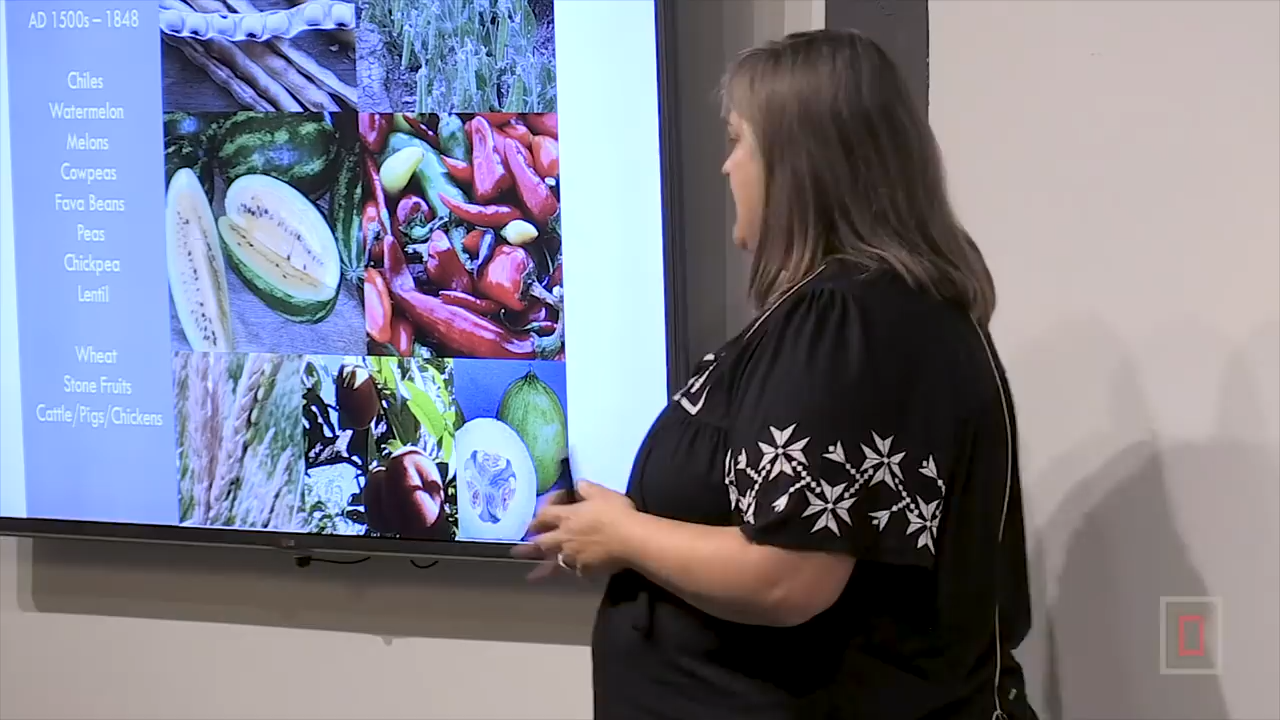 AD 1500s – 1848
Chiles
Watermelon
Melons
Cowpeas
Fava Beans
Peas
Chickpea
Lentil
Wheat
Stone Fruits
Cattle/Pigs/Chickens